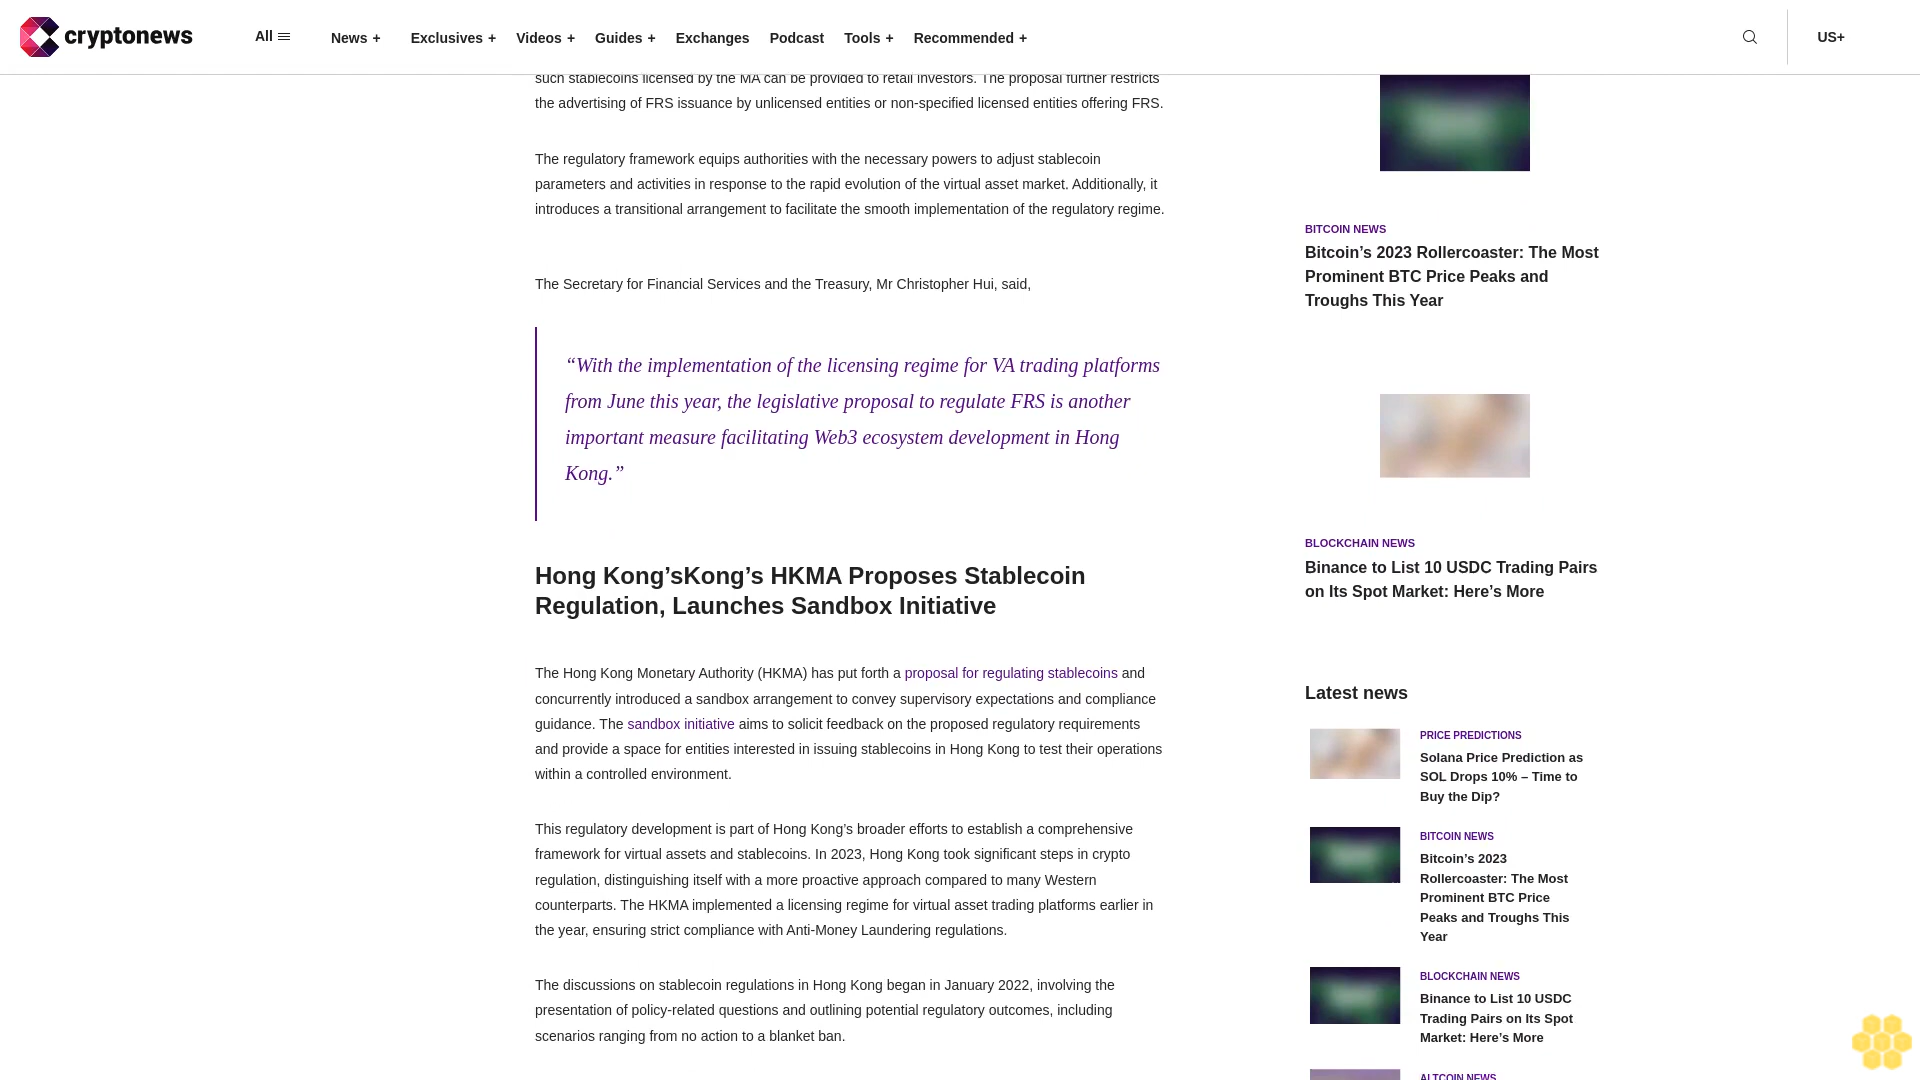 cryptonews
All
News +
Exclusives +
Videos +
Guides +
Exchanges
Podcast
Tools +
Recommended +
US+
such stablecoins licensed by the MA can be provided to retail investors. The proposal further restricts
the advertising of FRS issuance by unlicensed entities or non-specified licensed entities offering FRS.
The regulatory framework equips authorities with the necessary powers to adjust stablecoin
parameters and activities in response to the rapid evolution of the virtual asset market. Additionally, it
introduces a transitional arrangement to facilitate the smooth implementation of the regulatory regime.
The Secretary for Financial Services and the Treasury, Mr Christopher Hui, said,
“With the implementation of the licensing regime for VA trading platforms
from June this year, the legislative proposal to regulate FRS is another
important measure facilitating Web3 ecosystem development in Hong
Kong.”
Hong Kong’sKong’s HKMA Proposes Stablecoin
Regulation, Launches Sandbox Initiative
The Hong Kong Monetary Authority (HKMA) has put forth a proposal for regulating stablecoins and
concurrently introduced a sandbox arrangement to convey supervisory expectations and compliance
guidance. The sandbox initiative aims to solicit feedback on the proposed regulatory requirements
and provide a space for entities interested in issuing stablecoins in Hong Kong to test their operations
within a controlled environment.
This regulatory development is part of Hong Kong’s broader efforts to establish a comprehensive
framework for virtual assets and stablecoins. In 2023, Hong Kong took significant steps in crypto
regulation, distinguishing itself with a more proactive approach compared to many Western
counterparts. The HKMA implemented a licensing regime for virtual asset trading platforms earlier in
the year, ensuring strict compliance with Anti-Money Laundering regulations.
The discussions on stablecoin regulations in Hong Kong began in January 2022, involving the
presentation of policy-related questions and outlining potential regulatory outcomes, including
scenarios ranging from no action to a blanket ban.
BITCOIN NEWS
Bitcoin’s 2023 Rollercoaster: The Most
Prominent BTC Price Peaks and
Troughs This Year
BLOCKCHAIN NEWS
Binance to List 10 USDC Trading Pairs
on Its Spot Market: Here’s More
Latest news
PRICE PREDICTIONS
Solana Price Prediction as
SOL Drops 10% – Time to
Buy the Dip?
BITCOIN NEWS
Bitcoin’s 2023
Rollercoaster: The Most
Prominent BTC Price
Peaks and Troughs This
Year
BLOCKCHAIN NEWS
Binance to List 10 USDC
Trading Pairs on Its Spot
Market: Here’s More
ALTCOIN NEWS